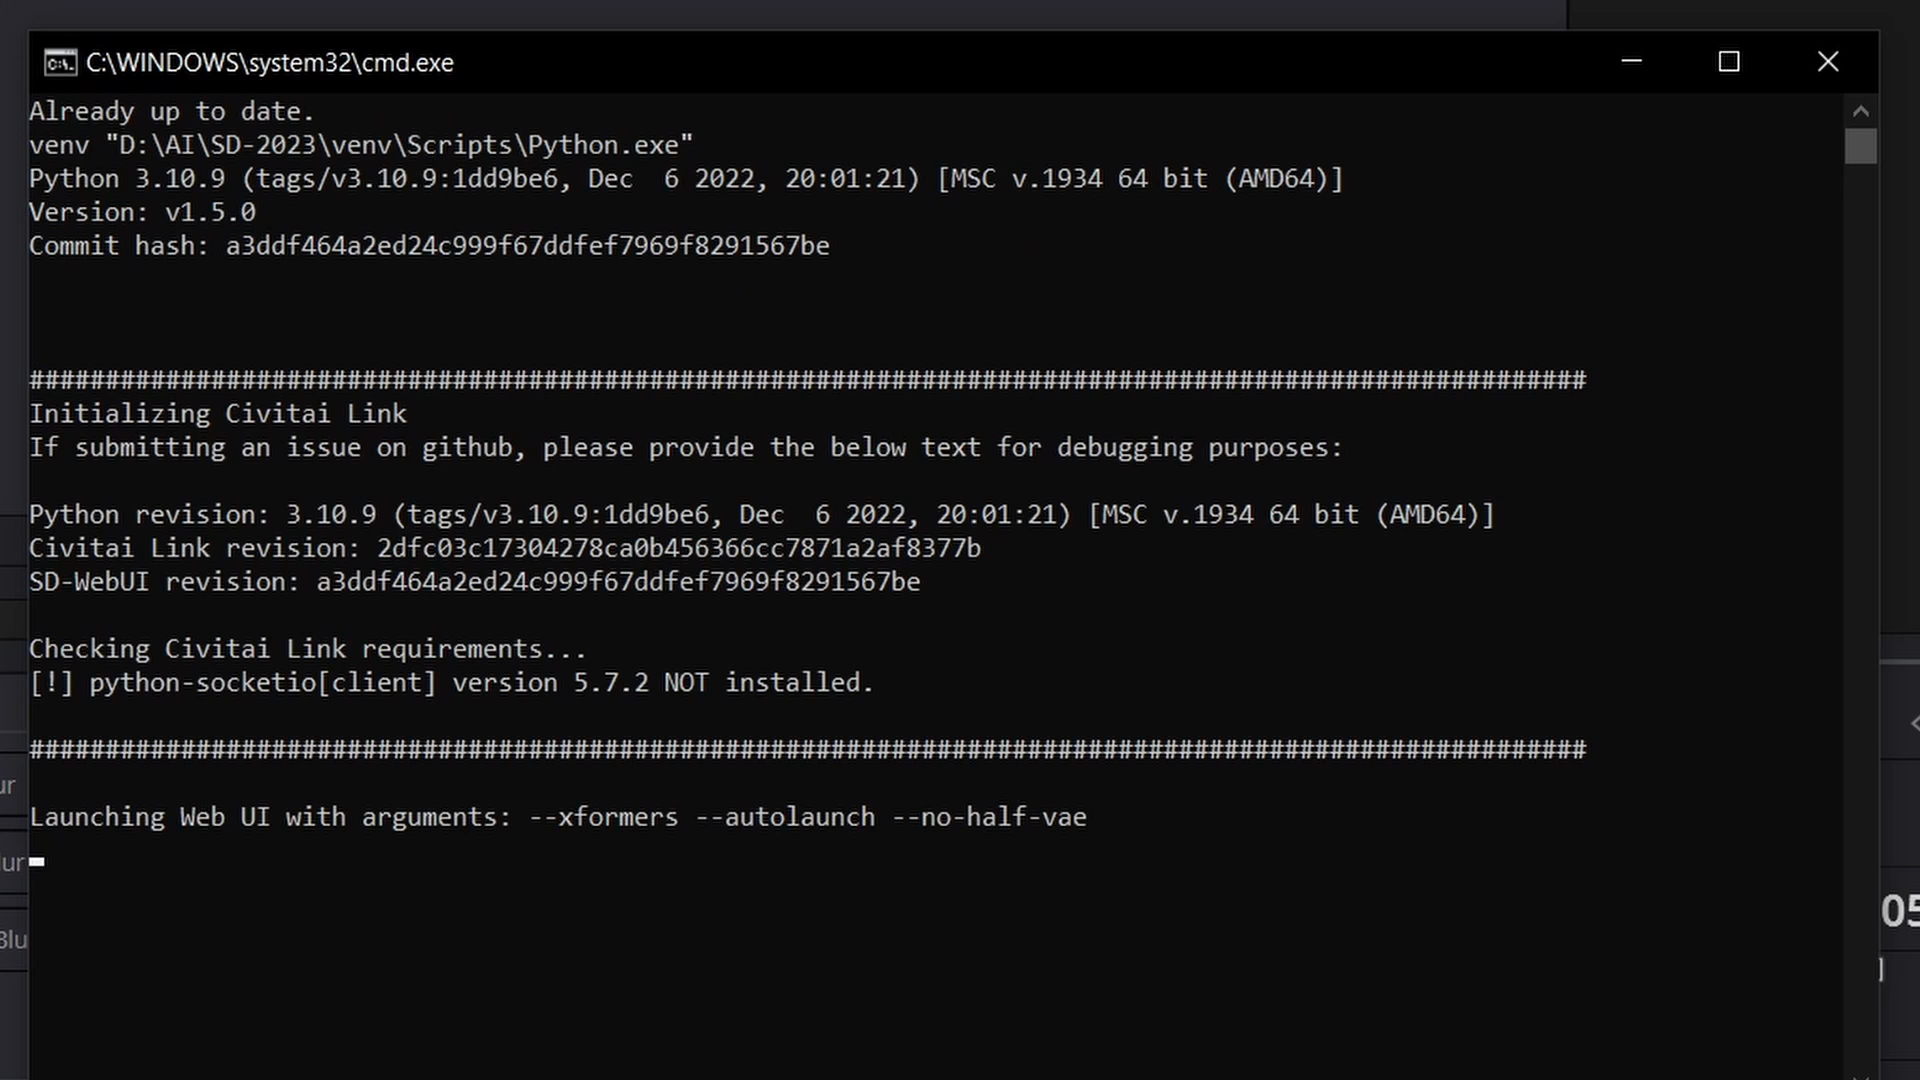 C:\WINDOWS\system32\cmd.exe
Already up to date.
venv "D:\AI\SD-2023\venv\Scripts\Python.exe"
Python 3.10.9 (tags/v3.10.9:1dd9be6, Dec  6 2022, 20:01:21) [MSC v.1934 64 bit (AMD64)]
Version: v1.5.0
Commit hash: a3ddf464a2ed24c999f67ddfef7969f8291567be
#######################################################################################################
Initializing Civitai Link
If submitting an issue on github, please provide the below text for debugging purposes:
Python revision: 3.10.9 (tags/v3.10.9:1dd9be6, Dec  6 2022, 20:01:21) [MSC v.1934 64 bit (AMD64)]
Civitai Link revision: 2dfc03c17304278ca0b456366cc7871a2af8377b
SD-WebUI revision: a3ddf464a2ed24c999f67ddfef7969f8291567be
Checking Civitai Link requirements...
[!] python-socketio[client] version 5.7.2 NOT installed.
#######################################################################################################
Launching Web UI with arguments: --xformers --autolaunch --no-half-vae
05